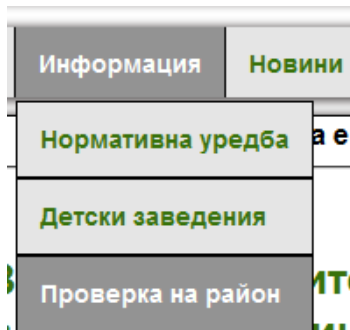 Информация Новини
Нормативна уредба
а е
Детски заведения
Проверка на район